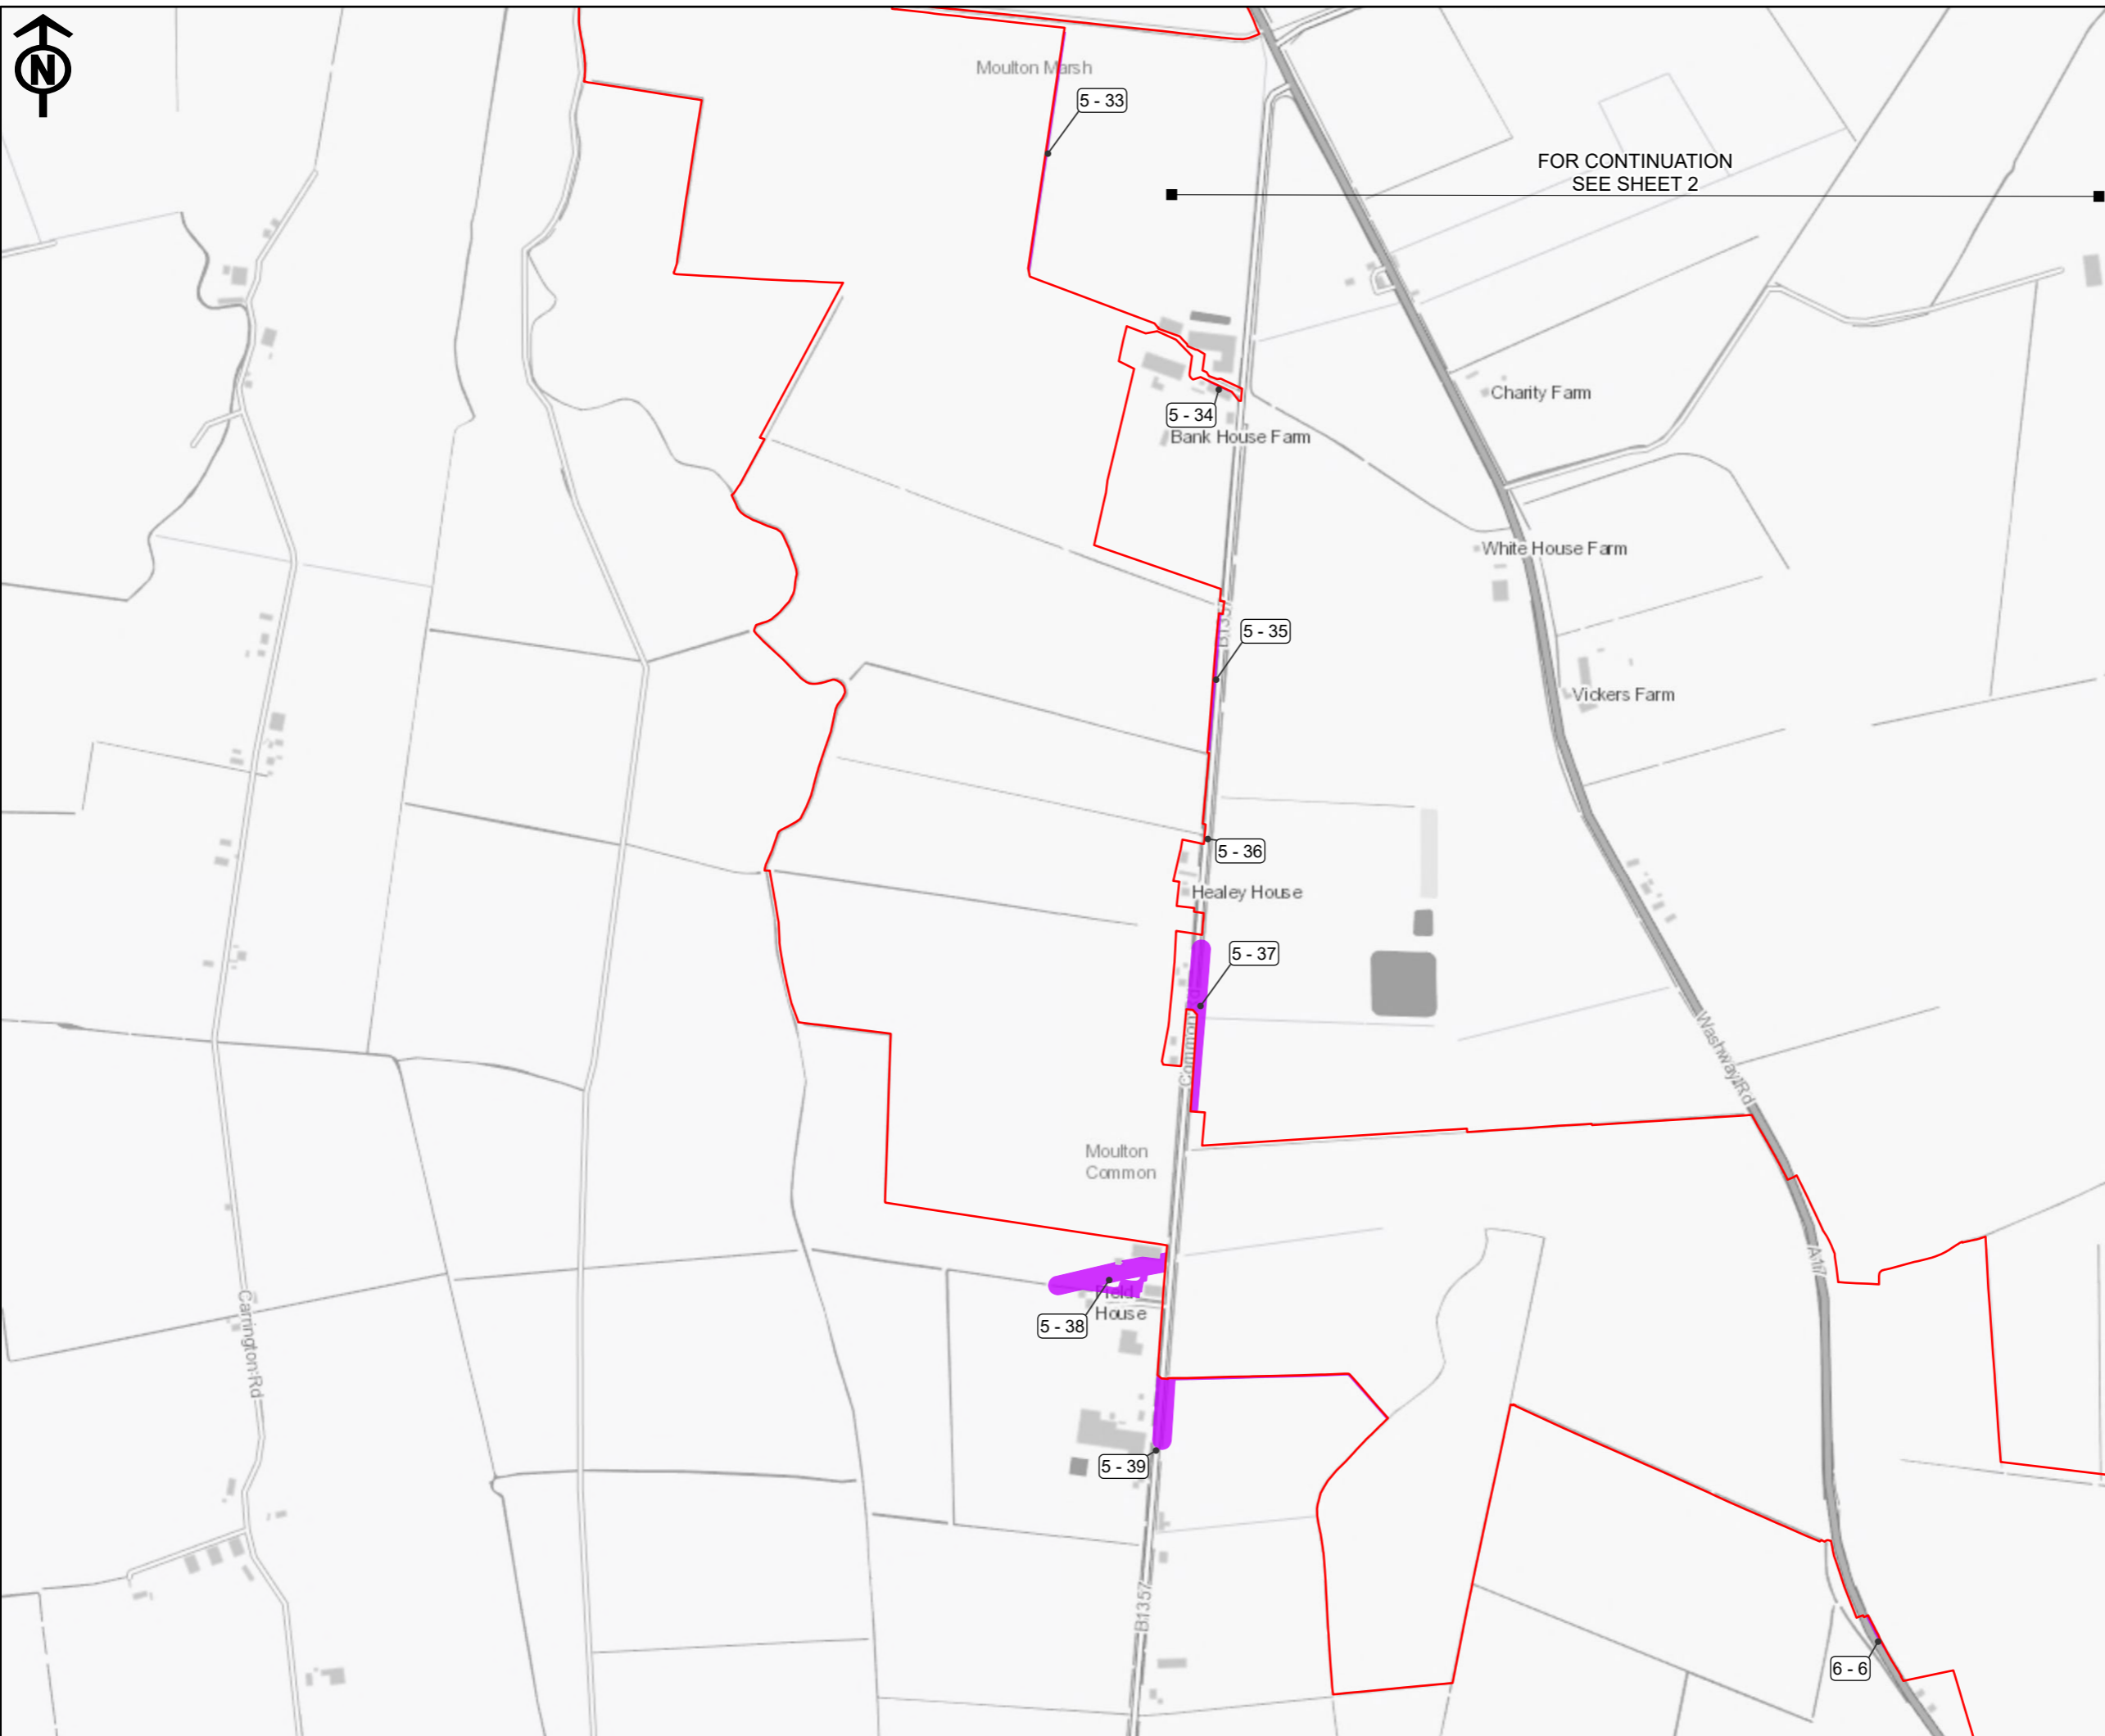 N
Moulton Marsh
5 - 33
FOR CONTINUATION
SEE SHEET 2
Charity Farm
5 - 34
Bank House Farm
White House Farm
5 - 35
Vickers Farm
5 - 36
Healey House
5 - 37
Common
Washway Rd
Moulton
Common
A17
Field
House
5 - 38
Carrington Rd
5 - 39
B1357
6 - 6